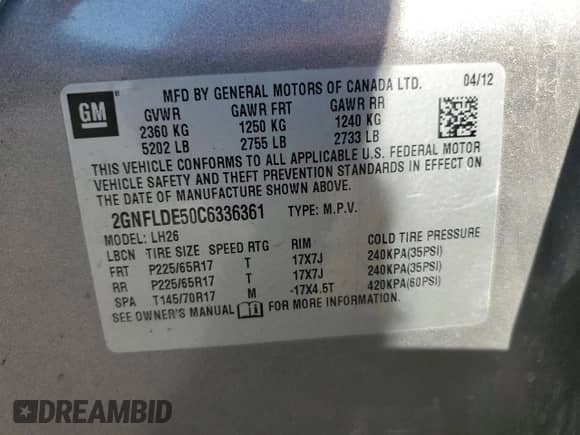 GM
MFD BY GENERAL MOTORS OF CANADA LTD. 04/12
GVWR GAWR FRT GAWR RR
2360 KG 1250 KG 1240 KG
5202 LB 2755 LB 2733 LB
THIS VEHICLE CONFORMS TO ALL APPLICABLE U.S. FEDERAL MOTOR
VEHICLE SAFETY AND THEFT PREVENTION STANDARDS IN EFFECT ON
THE DATE OF MANUFACTURE SHOWN ABOVE.
2GNFLDE50C6336361 TYPE: M.P.V.
MODEL: LH26
LBCN TIRE SIZE SPEED RTG RIM COLD TIRE PRESSURE
FRT P225/65R17 T 17X7J 240KPA(35PSI)
RR P225/65R17 T 17X7J 240KPA(35PSI)
SPA T145/70R17 M -17X4.5T 420KPA(60PSI)
SEE OWNER'S MANUAL FOR MORE INFORMATION.
DREAMBID